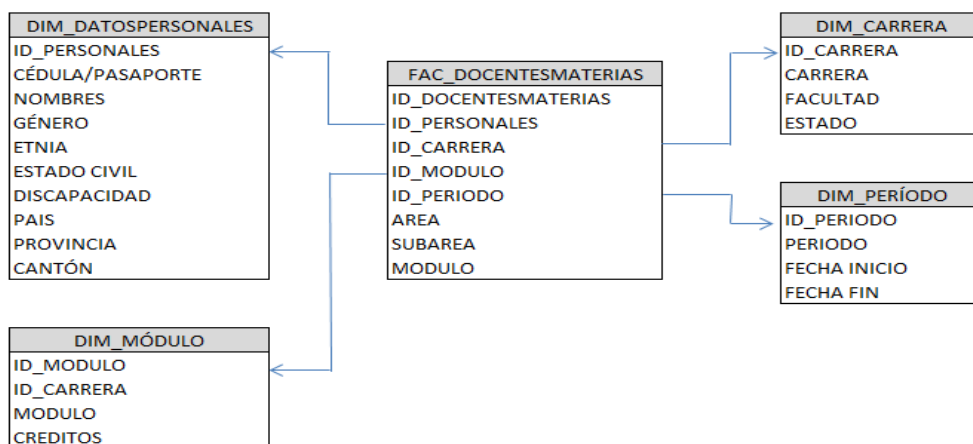 DIM_DATOSPERSONALES
ID_PERSONALES
CÉDULA/PASAPORTE
NOMBRES
GÉNERO
ETNIA
ESTADO CIVIL
DISCAPACIDAD
PAIS
PROVINCIA
CANTÓN
FAC_DOCENTESMATERIAS
ID_DOCENTESMATERIAS
ID_PERSONALES
ID_CARRERA
ID_MODULO
ID_PERIODO
AREA
SUBAREA
MODULO
DIM_CARRERA
ID_CARRERA
CARRERA
FACULTAD
ESTADO
DIM_PERÍODO
ID_PERIODO
PERIODO
FECHA INICIO
FECHA FIN
DIM_MÓDULO
ID_MODULO
ID_CARRERA
MODULO
CREDITOS